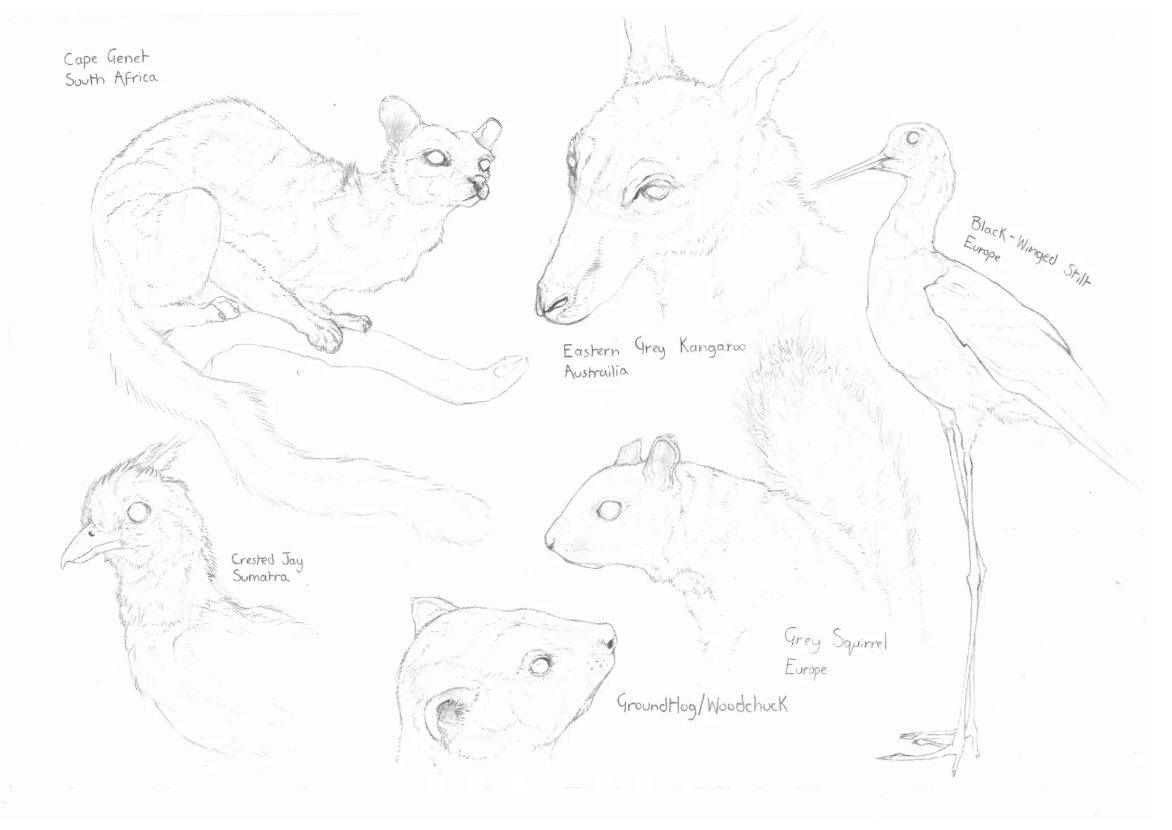 Cape Genet
South Africa
Black-Winged Stilt
Europe
Eastern Grey Kangaroo
Austrailia
Crested Jay
Sumatra
Grey Squirrel
Europe
GroundHog/Woodchuck